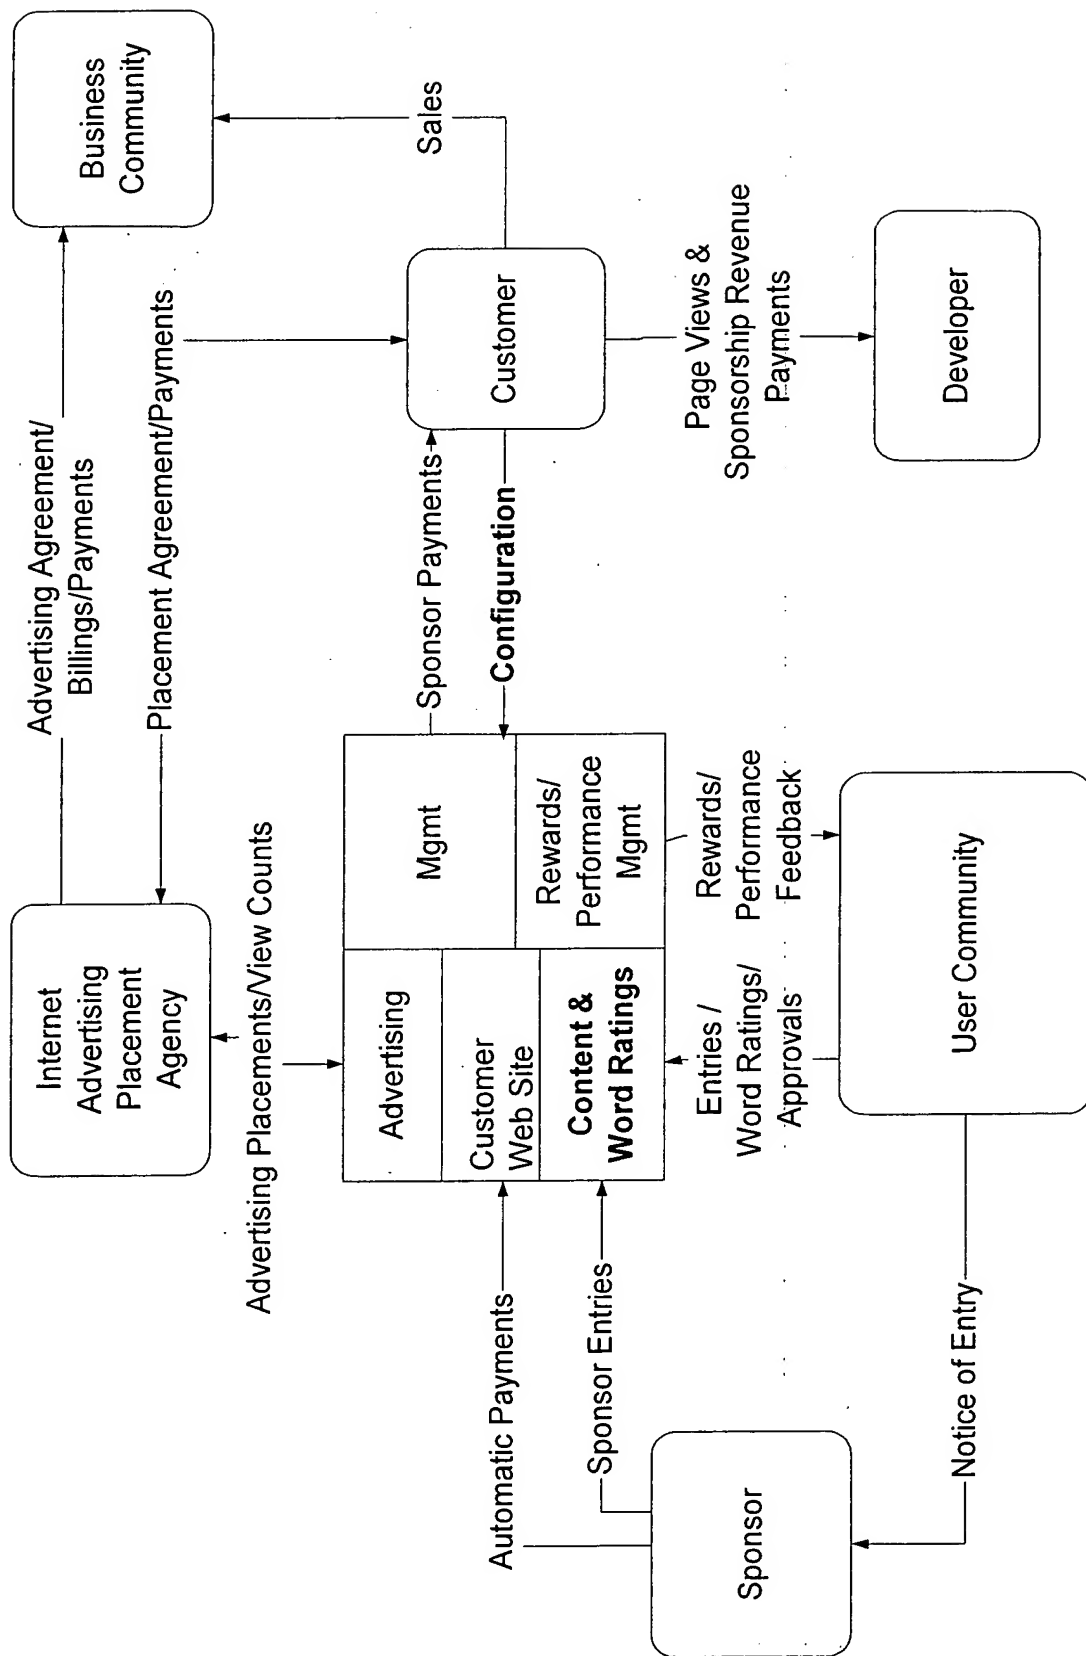 Internet
Advertising
Placement
Agency
Advertising Agreement/
Billings/Payments
Placement Agreement/Payments
Business
Community
Advertising Placements/View Counts
Sales
Advertising
Customer
Web Site
Content &
Word Ratings
Mgmt
Rewards/
Performance
Mgmt
Sponsor Payments
Configuration
Customer
Automatic Payments
Sponsor Entries
Entries /
Word Ratings/
Approvals
Rewards/
Performance
Feedback
Page Views &
Sponsorship Revenue
Payments
Sponsor
User Community
Developer
Notice of Entry